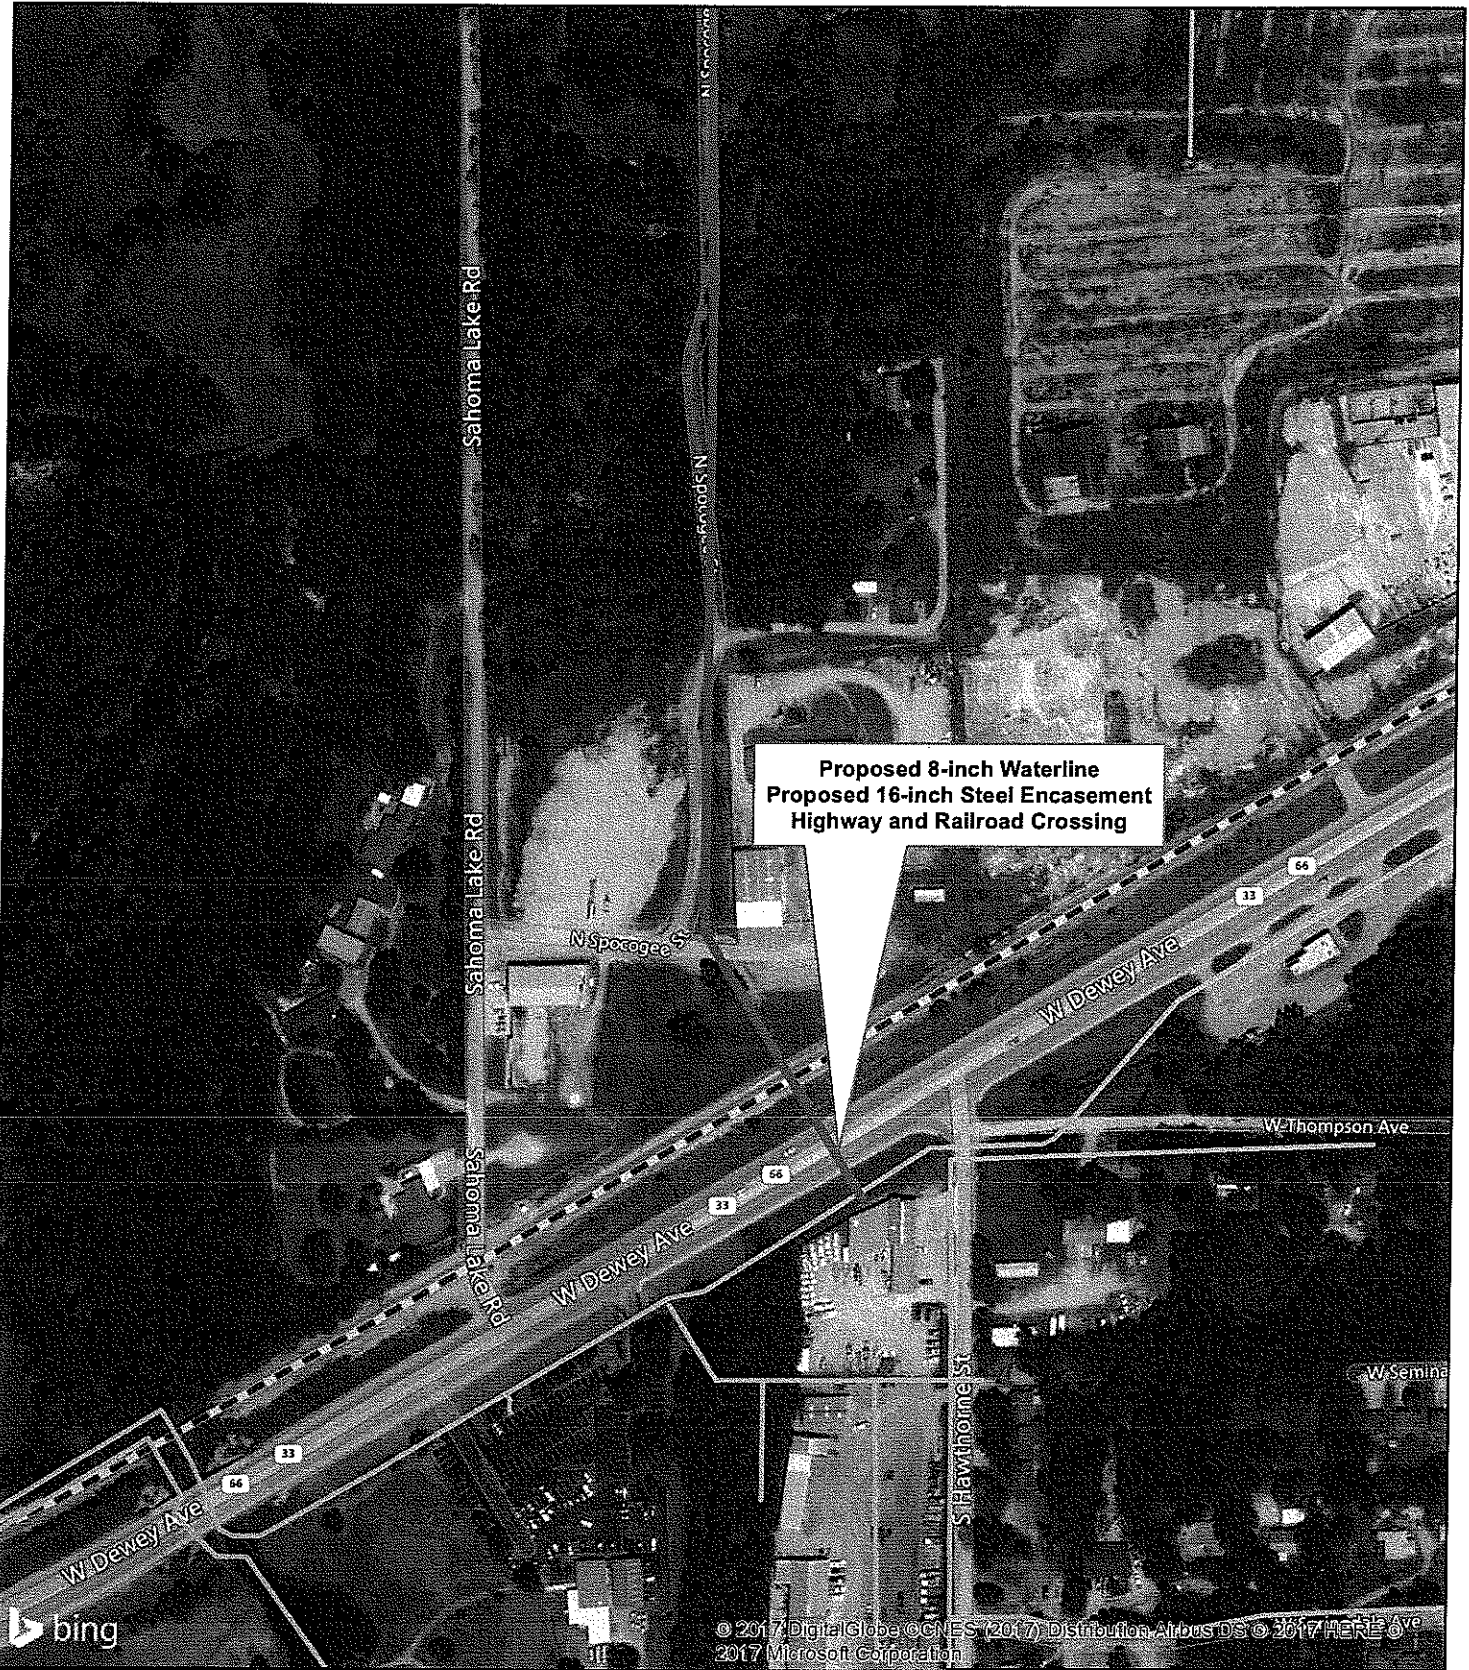 N Spocogee
Sahoma Lake Rd
N Spocogee St
Proposed 8-inch Waterline
Proposed 16-inch Steel Encasement
Highway and Railroad Crossing
Sahoma Lake Rd
66
33
N Spocogee St
W Dewey Ave
W Thompson Ave
Sahoma Lake Rd
66
33
W Dewey Ave
S Hawthorne St
W Semina
33
66
W Dewey Ave
bing
© 2017 DigitalGlobe ©CNES (2017) Distribution Airbus DS © 2017 HERE ©
2017 Microsoft Corporation